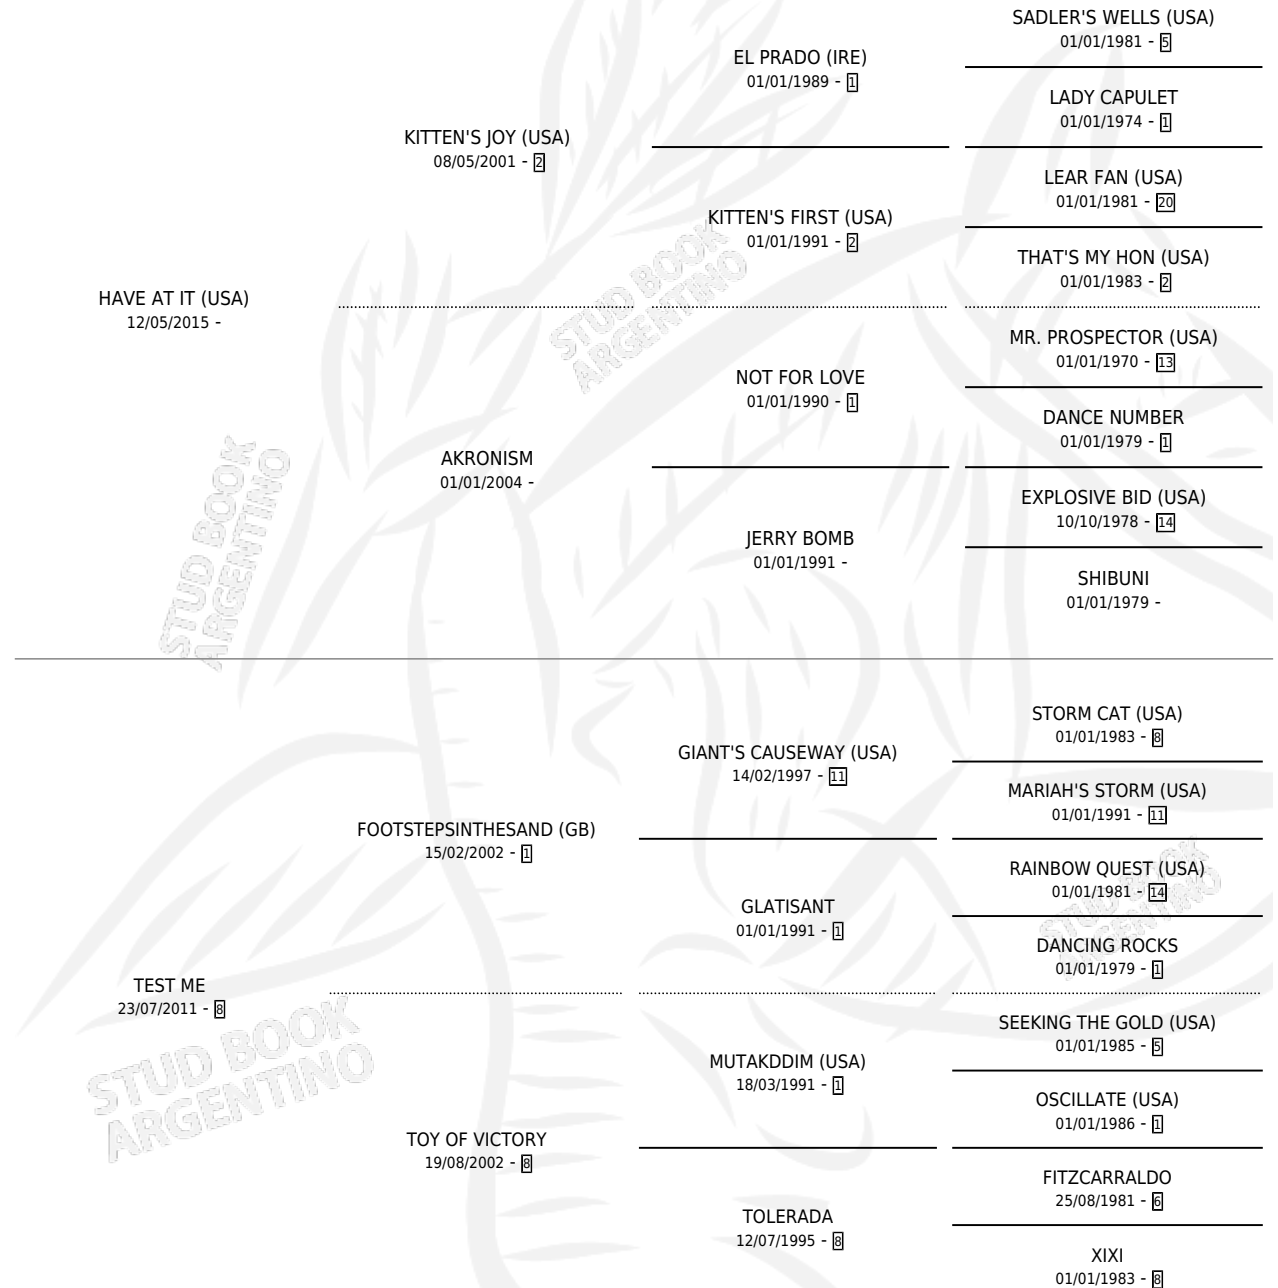 SADLER'S WELLS (USA)
01/01/1981 - 5
EL PRADO (IRE)
01/01/1989 - 1
LADY CAPULET
01/01/1974 - 1
KITTEN'S JOY (USA)
08/05/2001 - 2
LEAR FAN (USA)
01/01/1981 - 20
KITTEN'S FIRST (USA)
01/01/1991 - 2
THAT'S MY HON (USA)
01/01/1983 - 2
HAVE AT IT (USA)
12/05/2015 -
STUD BOOK
ARGENTINO
MR. PROSPECTOR (USA)
01/01/1970 - 13
NOT FOR LOVE
01/01/1990 - 1
DANCE NUMBER
01/01/1979 - 1
AKRONISM
01/01/2004 -
EXPLOSIVE BID (USA)
10/10/1978 - 14
JERRY BOMB
01/01/1991 -
SHIBUNI
01/01/1979 -
STUD BOOK
ARGENTINO
STORM CAT (USA)
01/01/1983 - 8
GIANT'S CAUSEWAY (USA)
14/02/1997 - 11
MARIAH'S STORM (USA)
01/01/1991 - 11
FOOTSTEPSINTHESAND (GB)
15/02/2002 - 1
RAINBOW QUEST (USA)
01/01/1981 - 14
GLATISANT
01/01/1991 - 1
STUD BOOK
ARGENTINO
DANCING ROCKS
01/01/1979 - 1
TEST ME
23/07/2011 - 8
SEEKING THE GOLD (USA)
01/01/1985 - 5
MUTAKDDIM (USA)
18/03/1991 - 1
STUD BOOK
ARGENTINO
OSCILLATE (USA)
01/01/1986 - 1
TOY OF VICTORY
19/08/2002 - 8
FITZCARRALDO
25/08/1981 - 6
TOLERADA
12/07/1995 - 8
XIXI
01/01/1983 - 8